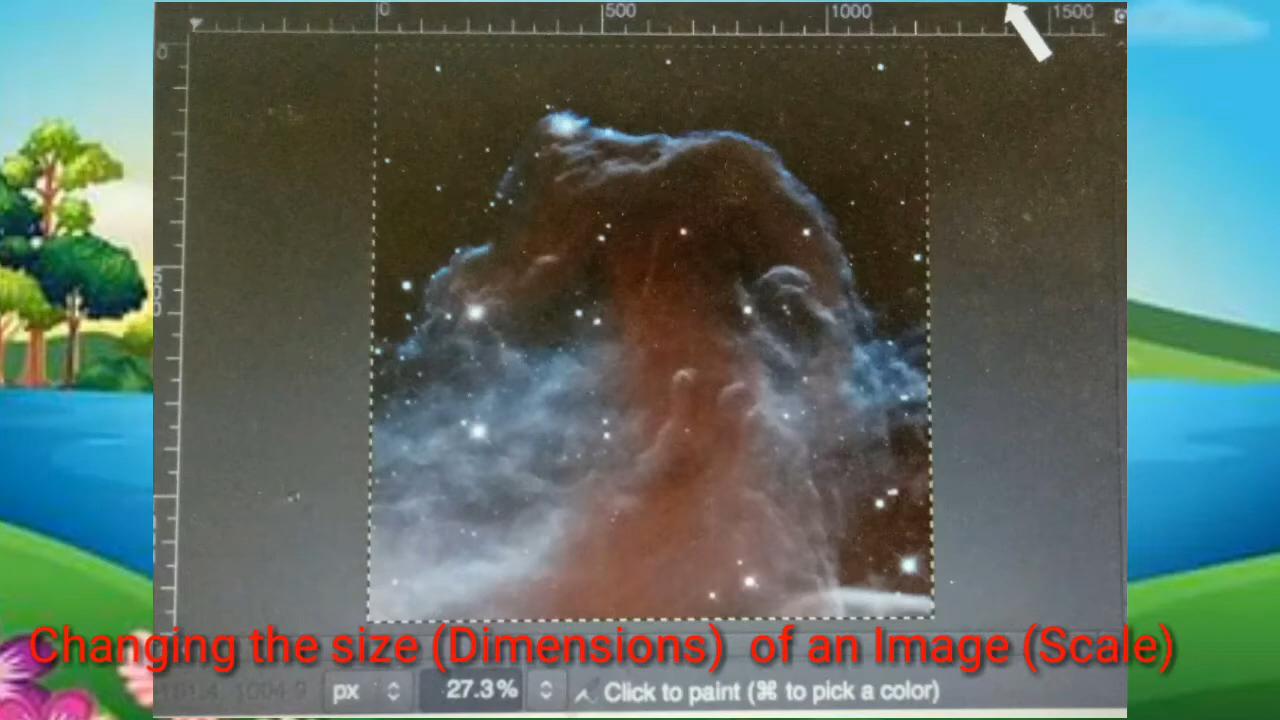 0 500 1000 1500
0
Changing the size (Dimensions) of an Image (Scale)
px 27.3% Click to paint (⌘ to pick a color)